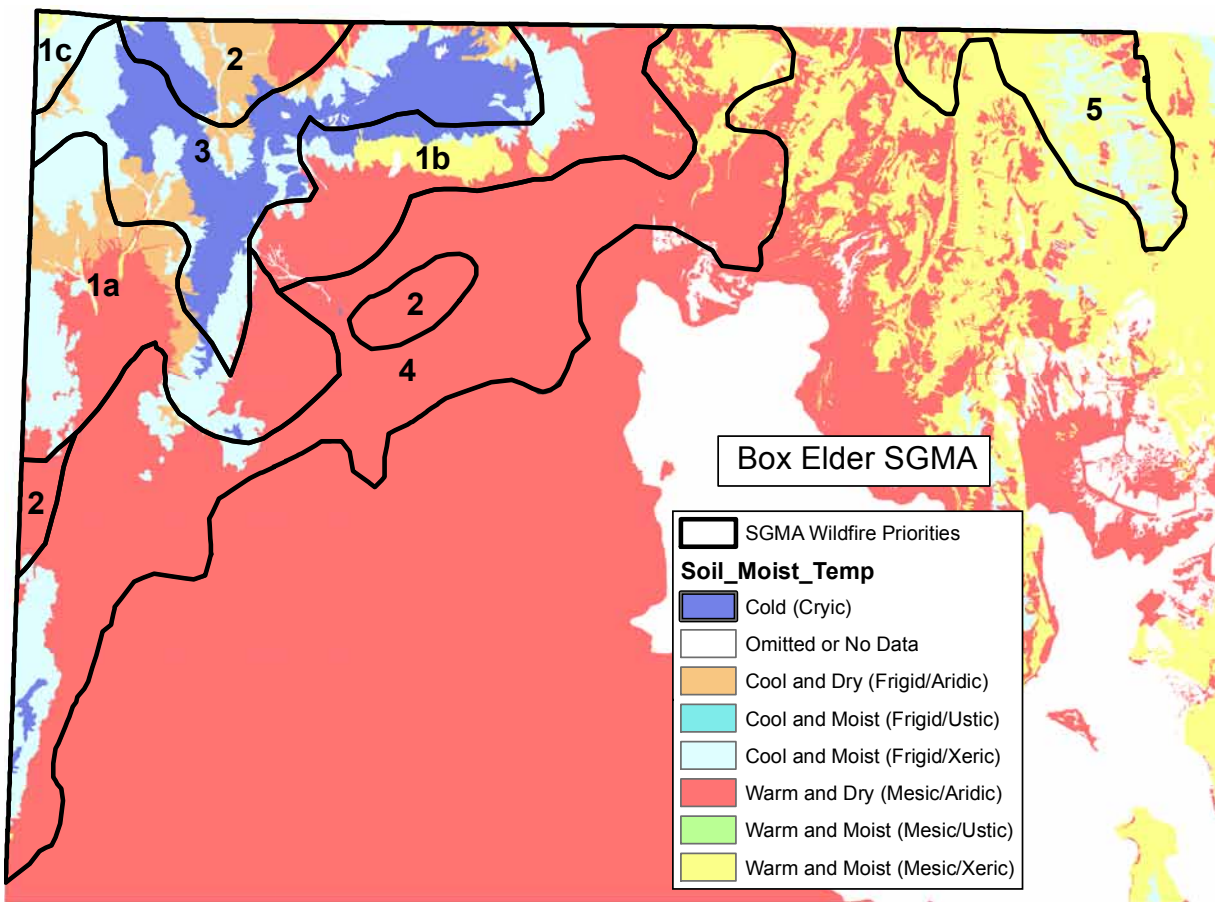 1c
2
5
3
1b
1a
2
4
2
Box Elder SGMA
SGMA Wildfire Priorities
Soil_Moist_Temp
Cold (Cryic)
Omitted or No Data
Cool and Dry (Frigid/Aridic)
Cool and Moist (Frigid/Ustic)
Cool and Moist (Frigid/Xeric)
Warm and Dry (Mesic/Aridic)
Warm and Moist (Mesic/Ustic)
Warm and Moist (Mesic/Xeric)